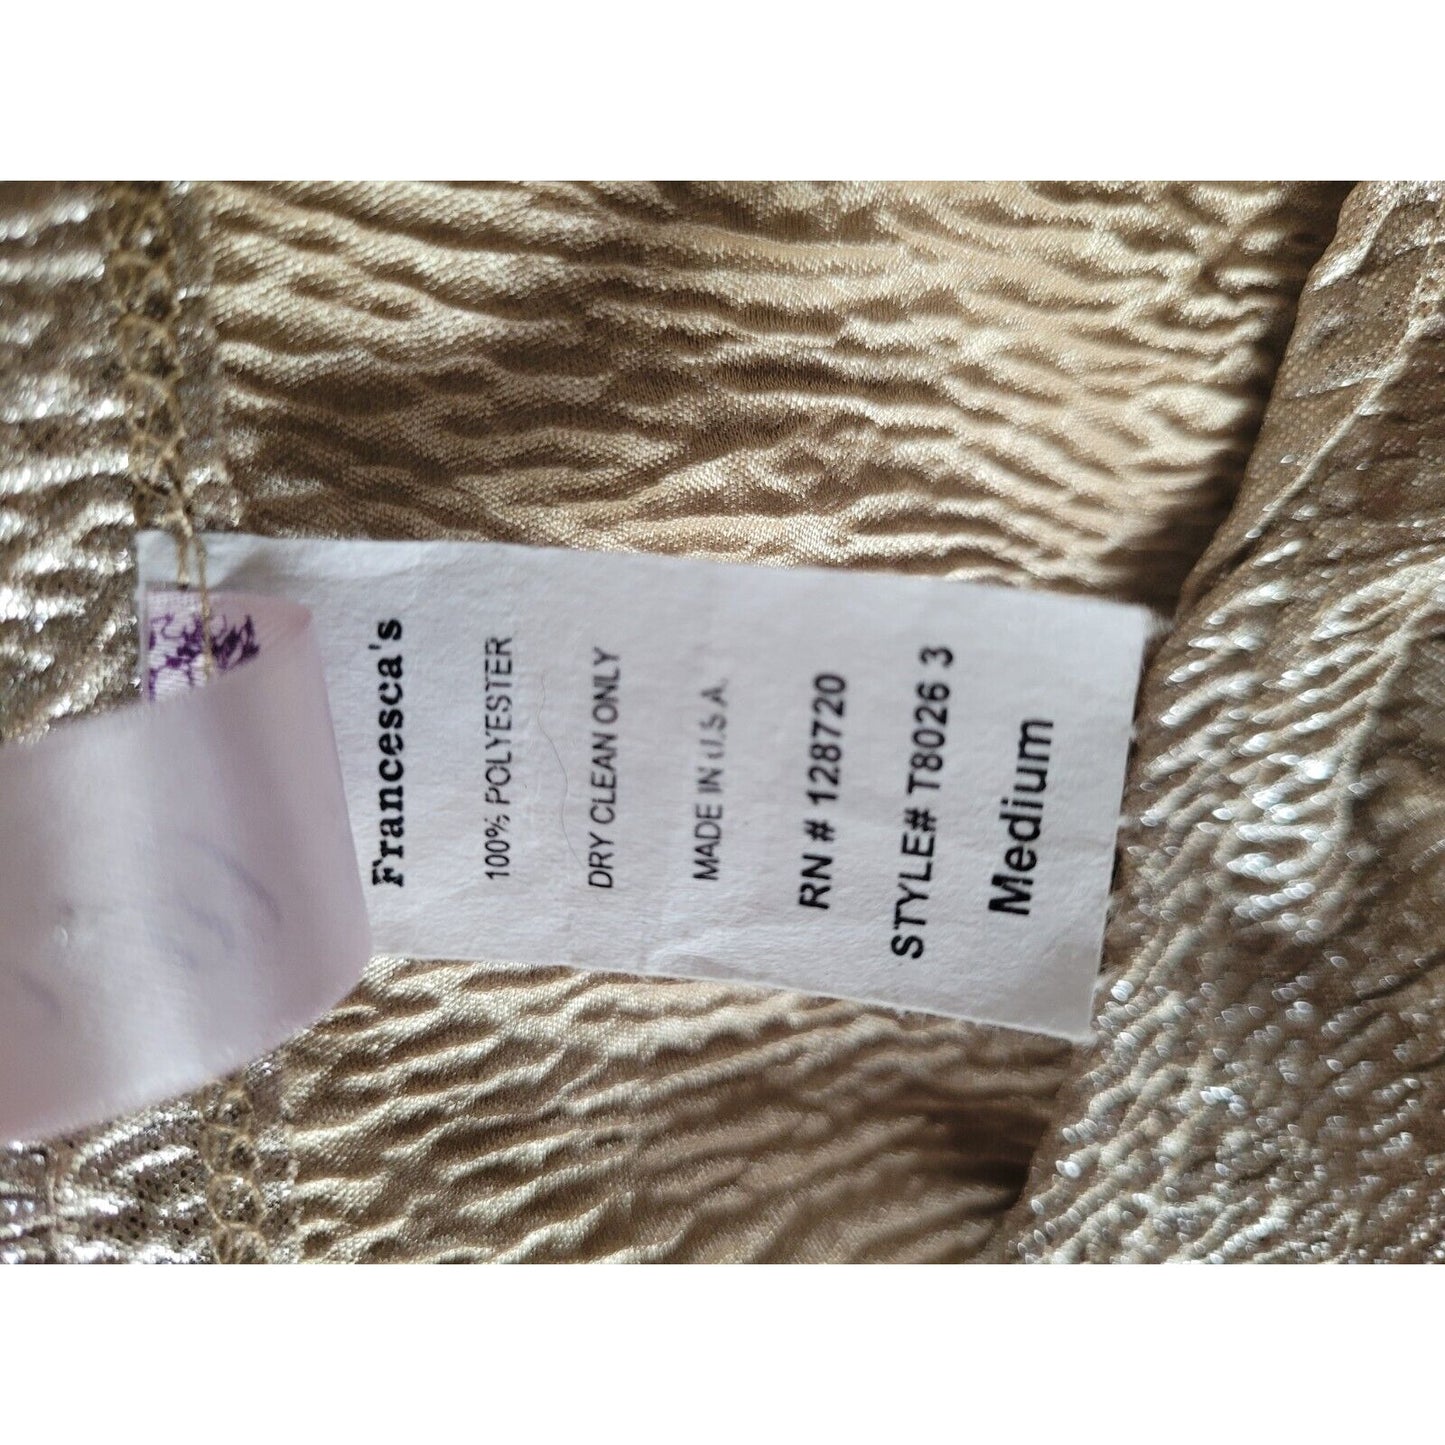 Francesca's
100% POLYESTER
DRY CLEAN ONLY
MADE IN U.S.A.
RN # 128720
STYLE# T8026 3
Medium